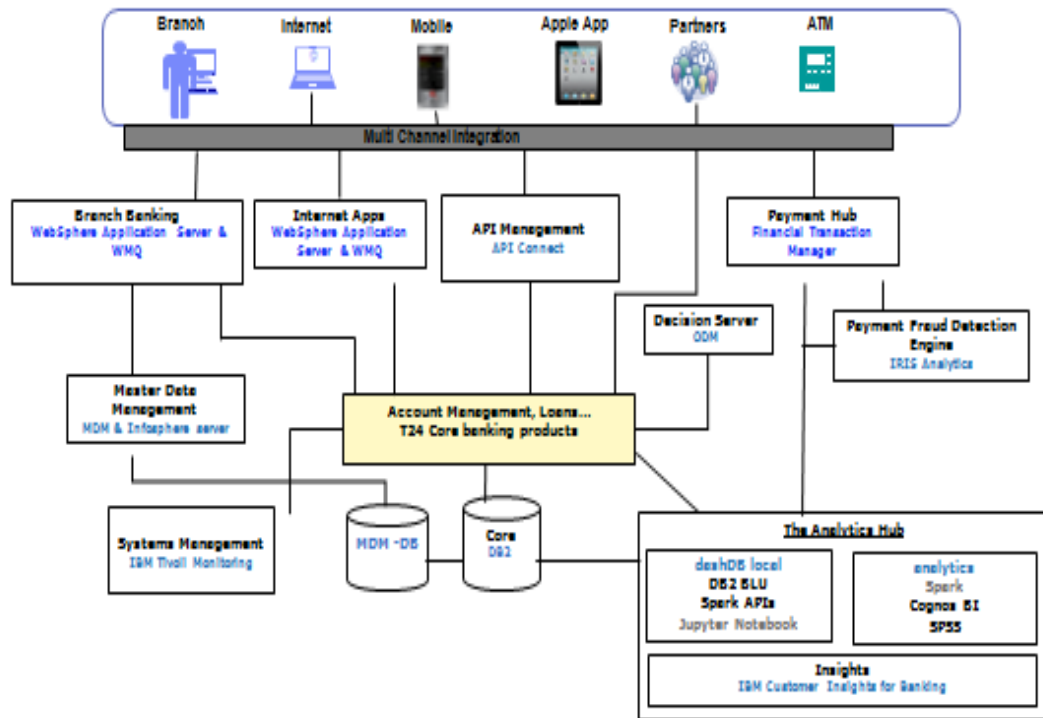 Branch
Internet
Mobile
Apple App
Partners
ATM
Multi Channel Integration
Branch Banking
WebSphere Application Server &
WMQ
Internet Apps
WebSphere Application
Server & WMQ
API Management
API Connect
Payment Hub
Financial Transaction
Manager
Decision Server
ODM
Payment Fraud Detection
Engine
IRIS Analytics
Master Data
Management
MDM & Infosphere server
Account Management, Loans...
T24 Core banking products
Systems Management
IBM Tivoli Monitoring
MDM -DB
Core
DB2
The Analytics Hub
dashDB local
DB2 BLU
Spark APIs
Jupyter Notebook
analytics
Spark
Cognos BI
SPSS
Insights
IBM Customer Insights for Banking